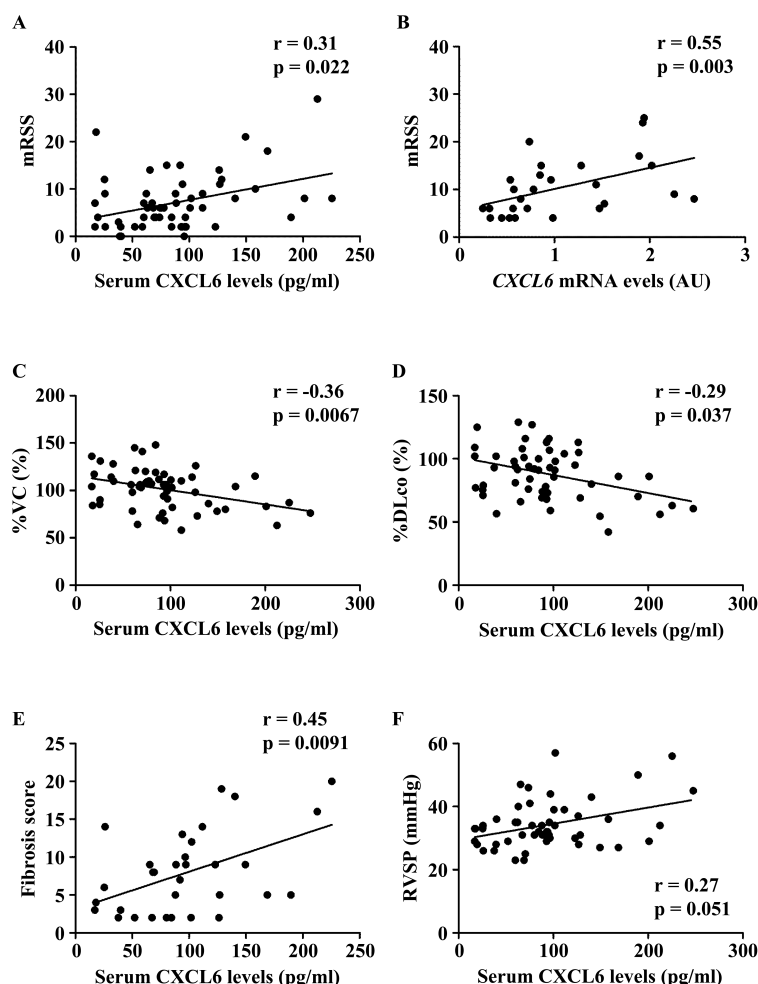 A
r = 0.31
p = 0.022
mRSS
40
30
20
10
0
0 50 100 150 200 250
Serum CXCL6 levels (pg/ml)
B
r = 0.55
p = 0.003
mRSS
40
30
20
10
0
0 1 2 3
CXCL6 mRNA evels (AU)
C
r = -0.36
p = 0.0067
%VC (%)
200
150
100
50
0
0 100 200 300
Serum CXCL6 levels (pg/ml)
D
r = -0.29
p = 0.037
%DLco (%)
150
100
50
0
0 100 200 300
Serum CXCL6 levels (pg/ml)
E
r = 0.45
p = 0.0091
Fibrosis score
25
20
15
10
5
0
0 50 100 150 200 250
Serum CXCL6 levels (pg/ml)
F
RVSP (mmHg)
60
40
20
0
r = 0.27
p = 0.051
0 100 200 300
Serum CXCL6 levels (pg/ml)